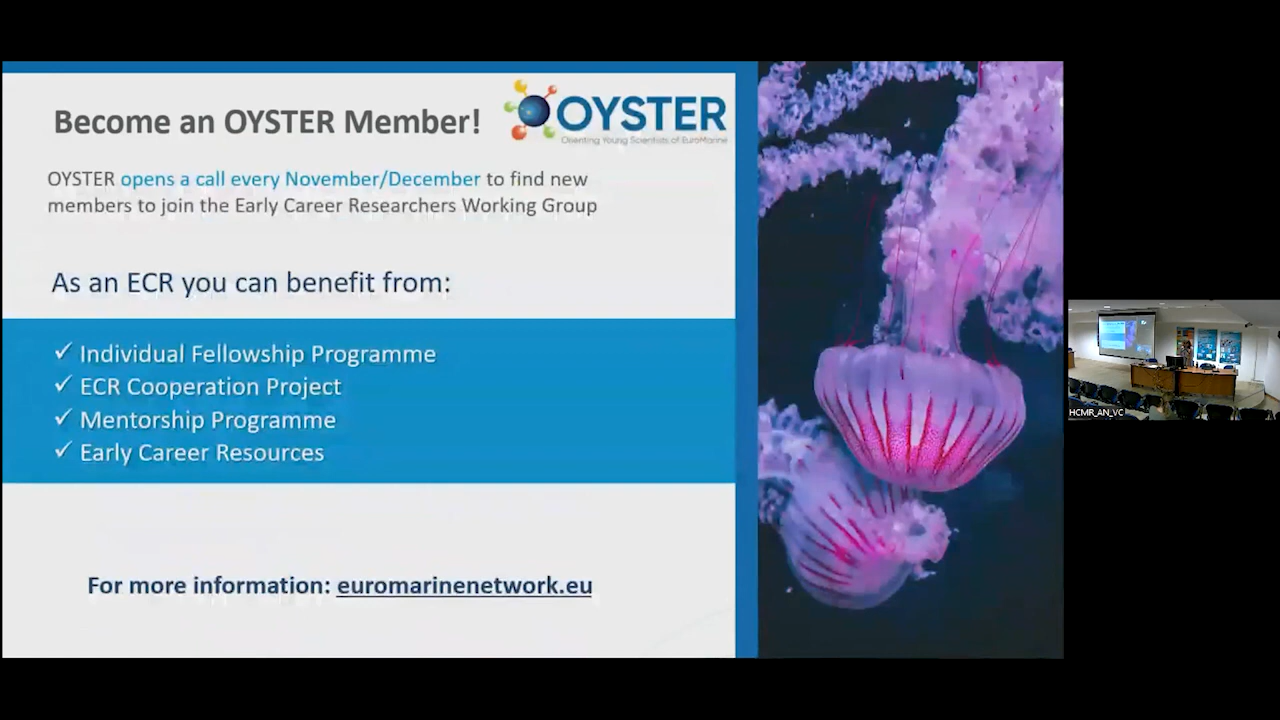 Become an OYSTER Member!
OYSTER
Orienting Young Scientists of EuroMarine
OYSTER opens a call every November/December to find new
members to join the Early Career Researchers Working Group
As an ECR you can benefit from:
✓ Individual Fellowship Programme
✓ ECR Cooperation Project
✓ Mentorship Programme
✓ Early Career Resources
For more information: euromarinenetwork.eu
HCMR_AN_VC